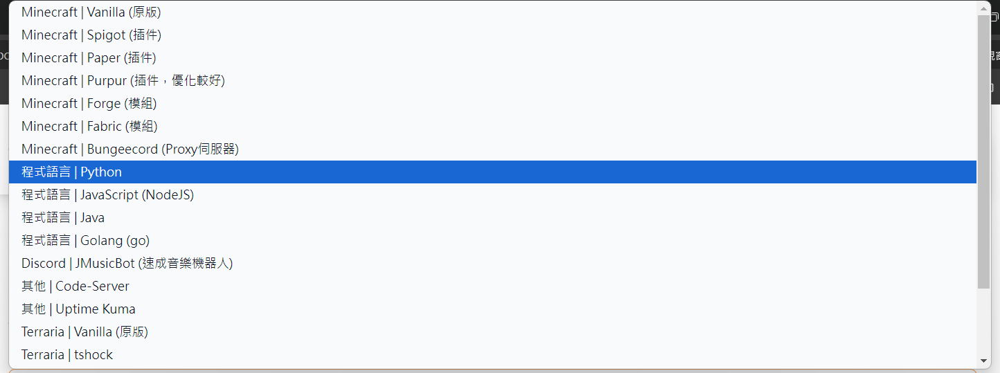 Minecraft | Vanilla (原版)
Minecraft | Spigot (插件)
Minecraft | Paper (插件)
Minecraft | Purpur (插件，優化較好)
Minecraft | Forge (模組)
Minecraft | Fabric (模組)
Minecraft | Bungeecord (Proxy伺服器)
程式語言 | Python
程式語言 | JavaScript (NodeJS)
程式語言 | Java
程式語言 | Golang (go)
Discord | JMusicBot (速成音樂機器人)
其他 | Code-Server
其他 | Uptime Kuma
Terraria | Vanilla (原版)
Terraria | tshock